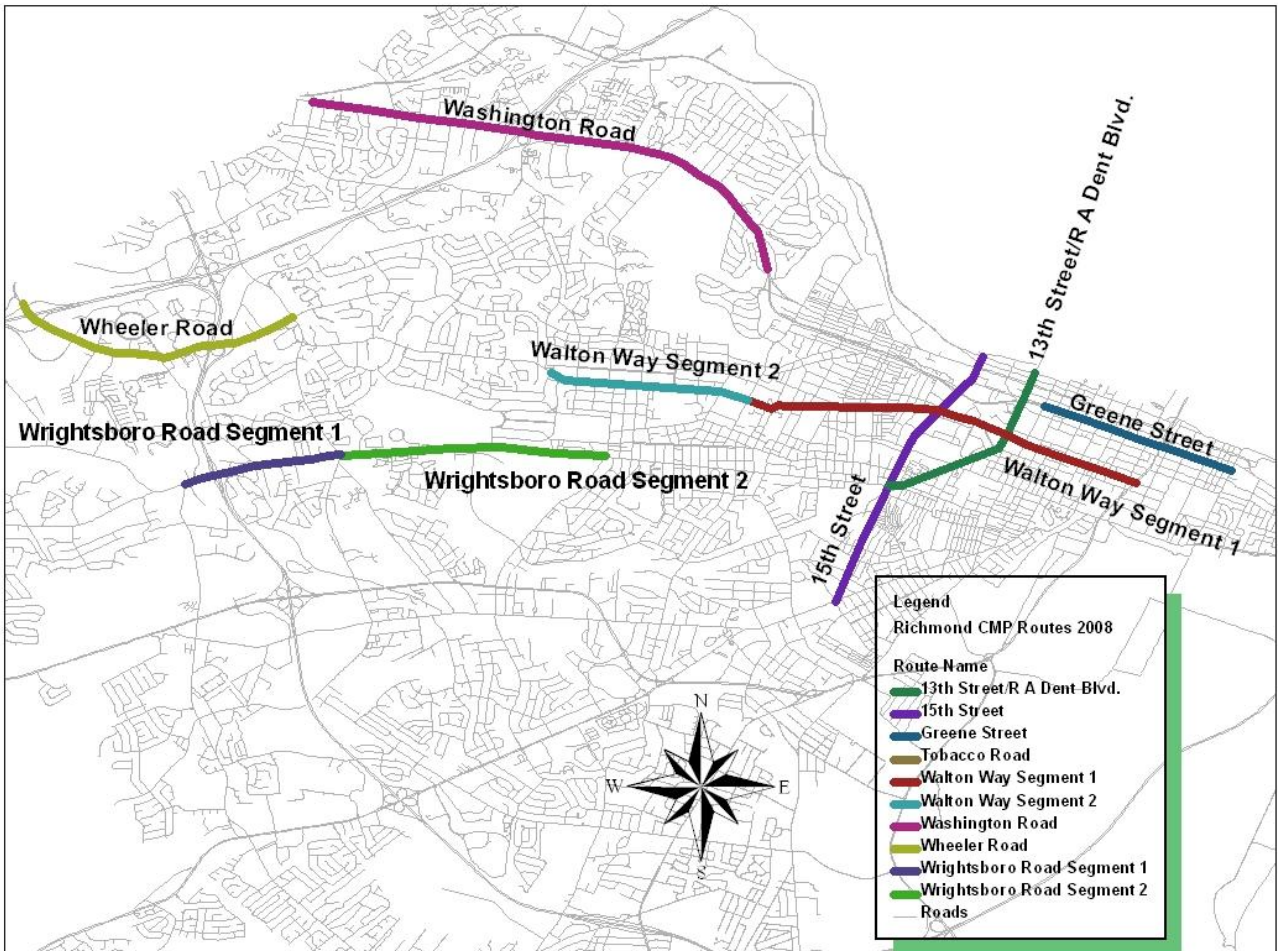 Washington Road
13th Street/R A Dent Blvd.
Wheeler Road
Walton Way Segment 2
Greene Street
Wrightsboro Road Segment 1
Wrightsboro Road Segment 2
Walton Way Segment 1
15th Street
Legend
Richmond CMP Routes 2008
Route Name
13th Street/R A Dent Blvd.
15th Street
Greene Street
Tobacco Road
Walton Way Segment 1
Walton Way Segment 2
Washington Road
Wheeler Road
Wrightsboro Road Segment 1
Wrightsboro Road Segment 2
Roads
N
W
E
S